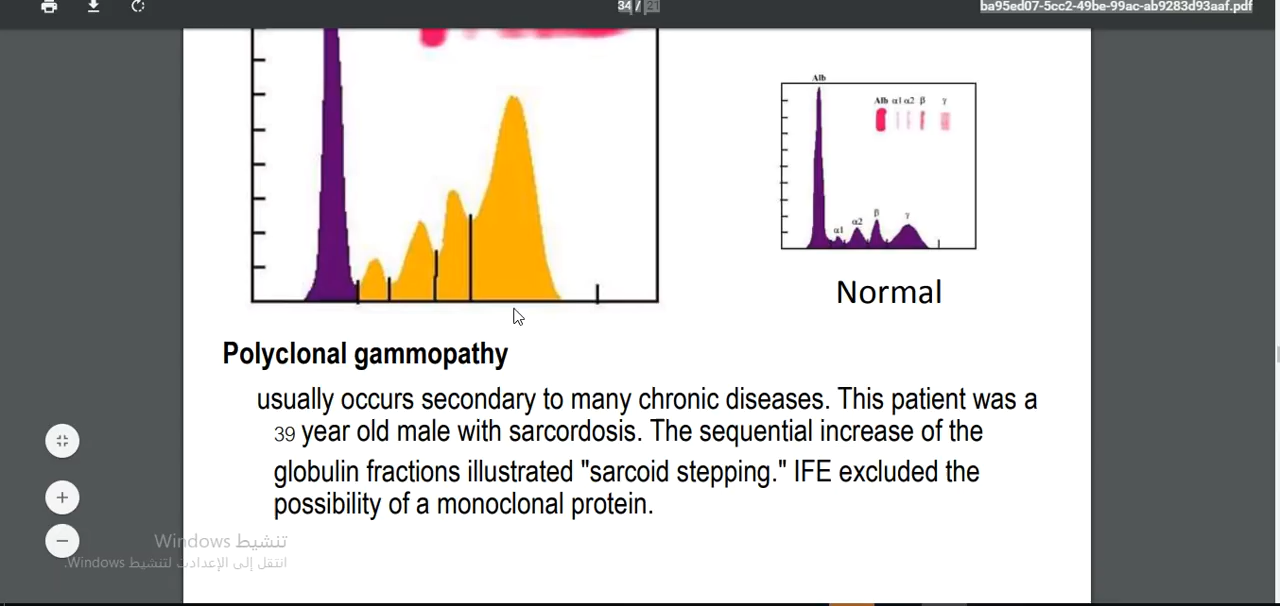 34 / 21
ba95ed07-5cc2-49be-99ac-ab9283d93aaf.pdf
Alb
Alb α1 α2 β γ
α1 α2 β γ
Normal
Polyclonal gammopathy
usually occurs secondary to many chronic diseases. This patient was a
39 year old male with sarcordosis. The sequential increase of the
globulin fractions illustrated "sarcoid stepping." IFE excluded the
possibility of a monoclonal protein.
تنشيط Windows
انتقل إلى الإعدادات لتنشيط Windows.